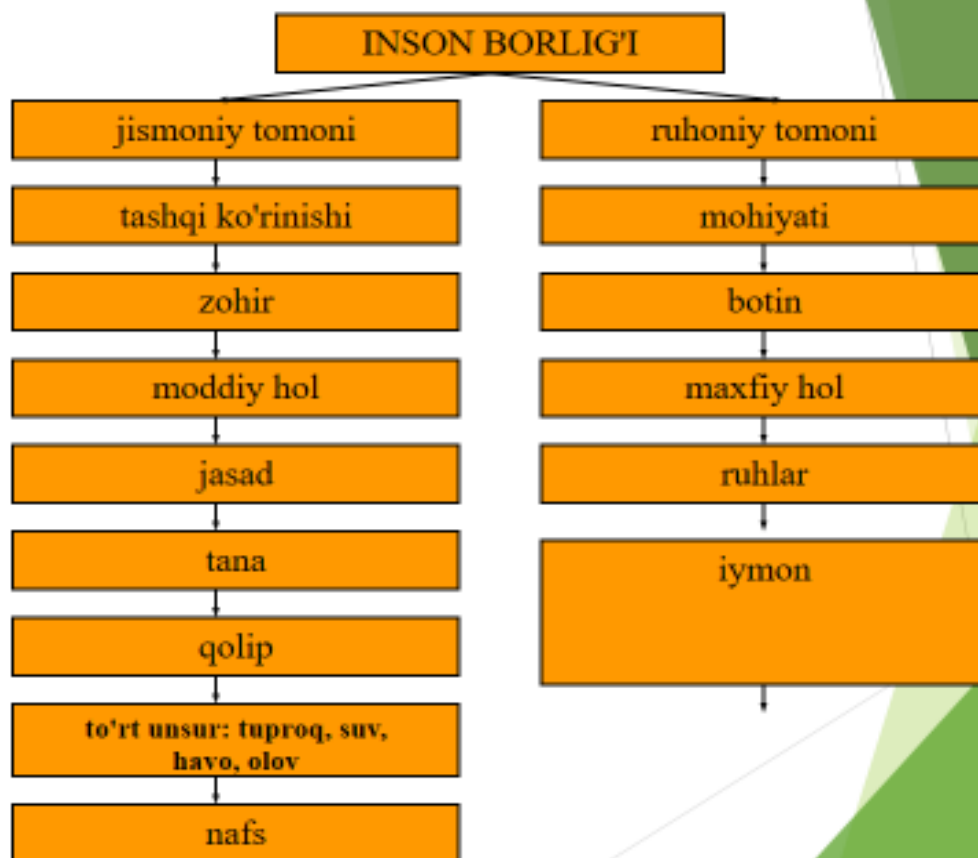 INSON BORLIG'I
jismoniy tomoni
tashqi ko'rinishi
zohir
moddiy hol
jasad
tana
qolip
to'rt unsur: tuproq, suv,
havo, olov
nafs
ruhoniy tomoni
mohiyati
botin
maxfiy hol
ruhlar
iymon